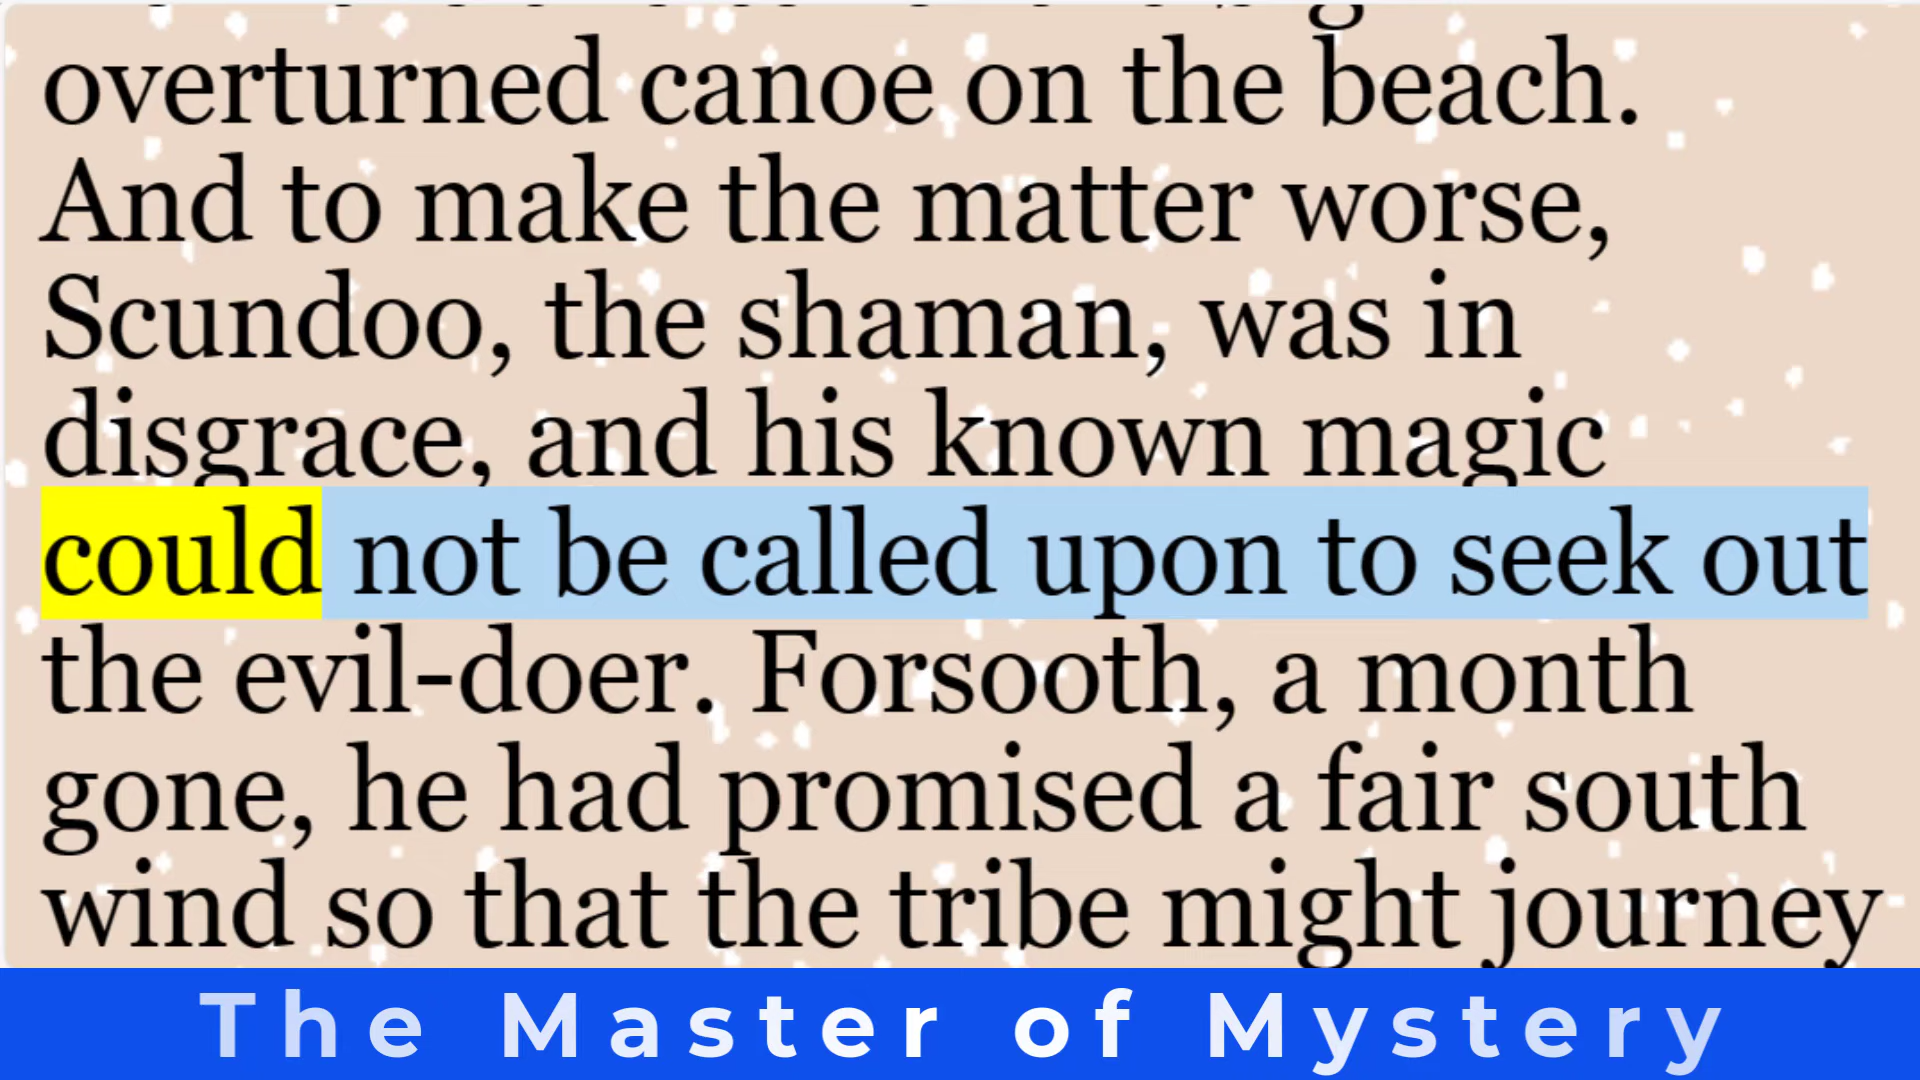 overturned canoe on the beach.
And to make the matter worse,
Scundoo, the shaman, was in
disgrace, and his known magic
could not be called upon to seek out
the evil-doer. Forsooth, a month
gone, he had promised a fair south
wind so that the tribe might journey
The Master of Mystery